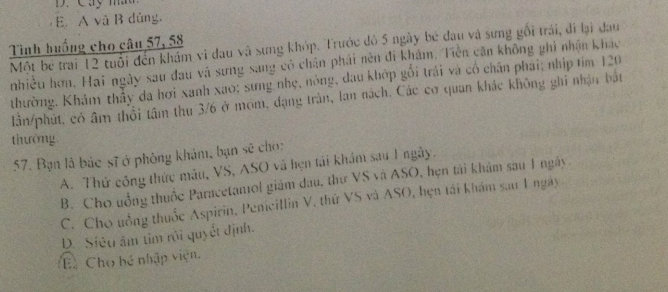 D. Cấy máu.
E. A và B đúng.
Tình huống cho câu 57, 58
Một bé trai 12 tuổi đến khám vì đau và sưng khớp. Trước đó 5 ngày bé đau và sưng gối trái, đi lại đau
nhiều hơn. Hai ngày sau đau và sưng sang cổ chân phải nên đi khám. Tiền căn không ghi nhận khác
thường. Khám thấy da hơi xanh xao; sưng nhẹ, nóng, đau khớp gối trái và cổ chân phải; nhịp tim 120
lần/phút, có âm thổi tâm thu 3/6 ở mỏm, dạng tràn, lan nách. Các cơ quan khác không ghi nhận bất
thường.
57. Bạn là bác sĩ ở phòng khám, bạn sẽ cho:
A. Thử công thức máu, VS, ASO và hẹn tái khám sau 1 ngày.
B. Cho uống thuốc Paracetamol giảm đau, thử VS và ASO, hẹn tái khám sau 1 ngày.
C. Cho uống thuốc Aspirin, Penicillin V, thử VS và ASO, hẹn tái khám sau 1 ngày
D. Siêu âm tim rồi quyết định.
E. Cho bé nhập viện.